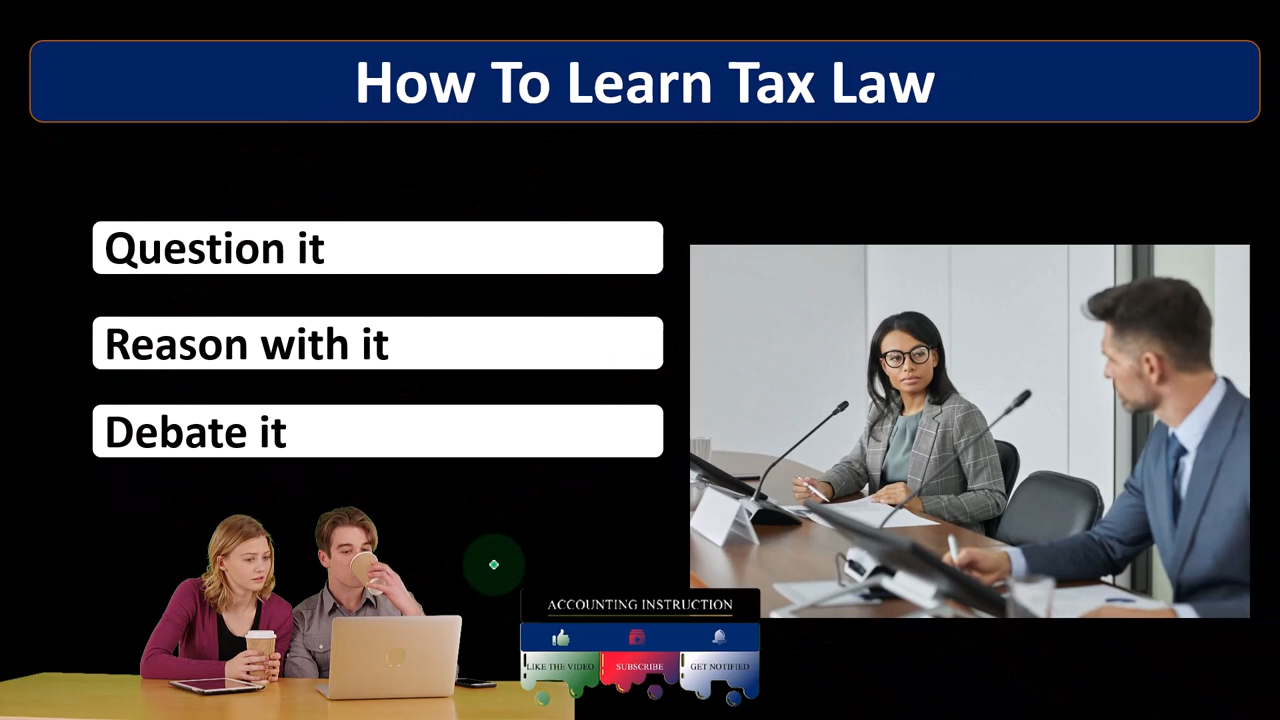 How To Learn Tax Law
Question it
Reason with it
Debate it
ACCOUNTING INSTRUCTION
LIKE THE VIDEO
SUBSCRIBE
GET NOTIFIED